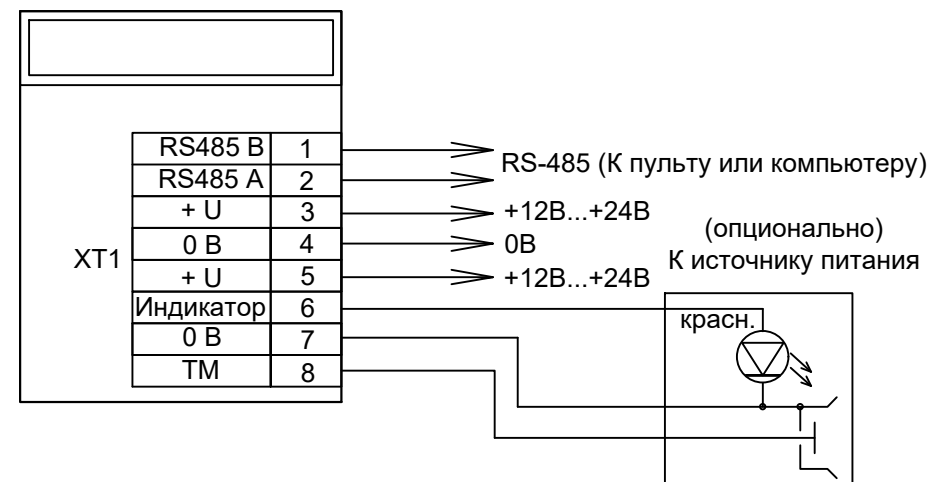 RS485 B 1
RS485 A 2
+ U 3
0 В 4
+ U 5
Индикатор 6
0 В 7
ТМ 8
XT1
RS-485 (К пульту или компьютеру)
+12В...+24В
0В
+12В...+24В
(опционально)
К источнику питания
красн.